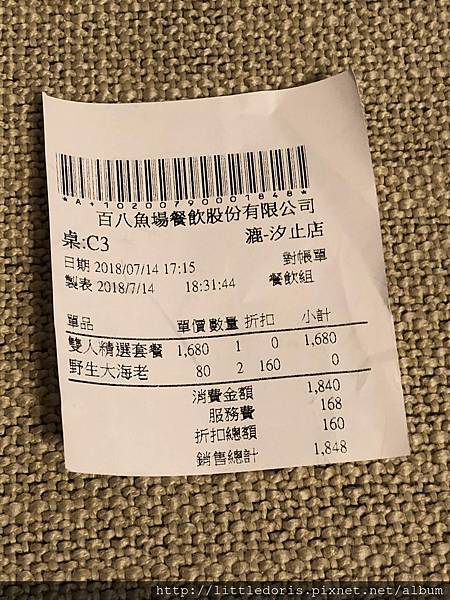 *A+10200790001848*
百八魚場餐飲股份有限公司
桌:C3 漉-汐止店
日期 2018/07/14 17:15 對帳單
製表 2018/7/14 18:31:44 餐飲組
單品 單價 數量 折扣 小計
雙人精選套餐 1,680 1 0 1,680
野生大海老 80 2 160 0
消費金額 1,840
服務費 168
折扣總額 160
銷售總計 1,848
http://littledoris.pixnet.net/album